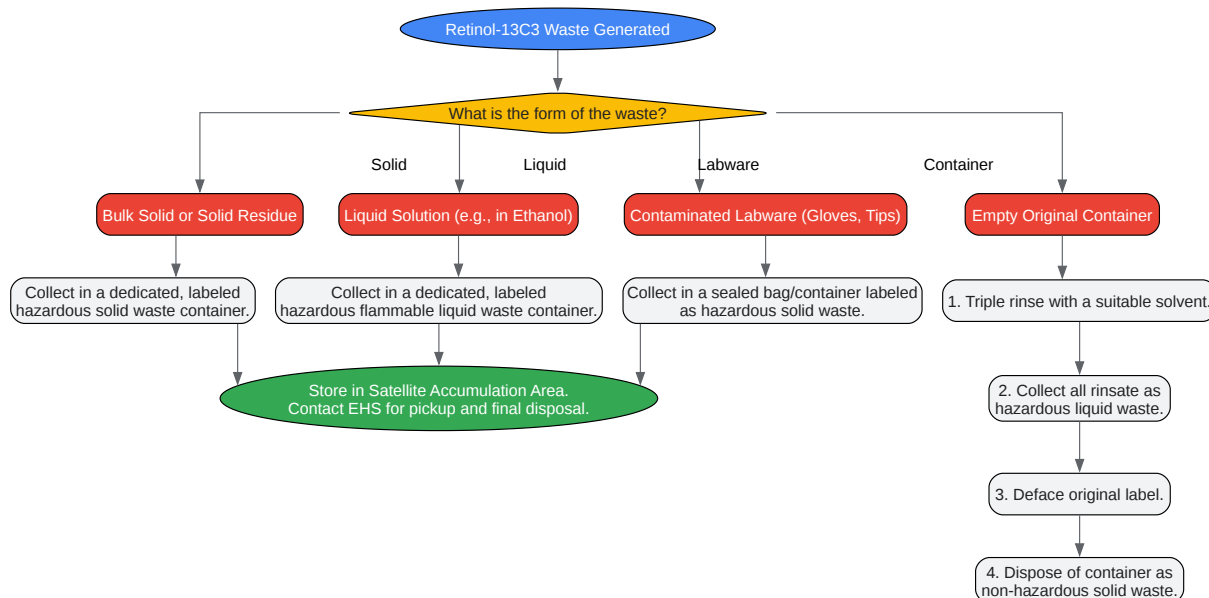 Retinol-13C3 Waste Generated
What is the form of the waste?
Solid
Liquid
Labware
Container
Bulk Solid or Solid Residue
Liquid Solution (e.g., in Ethanol)
Contaminated Labware (Gloves, Tips)
Empty Original Container
Collect in a dedicated, labeled
hazardous solid waste container.
Collect in a dedicated, labeled
hazardous flammable liquid waste container.
Collect in a sealed bag/container labeled
as hazardous solid waste.
1. Triple rinse with a suitable solvent.
Store in Satellite Accumulation Area.
Contact EHS for pickup and final disposal.
2. Collect all rinsate as
hazardous liquid waste.
3. Deface original label.
4. Dispose of container as
non-hazardous solid waste.